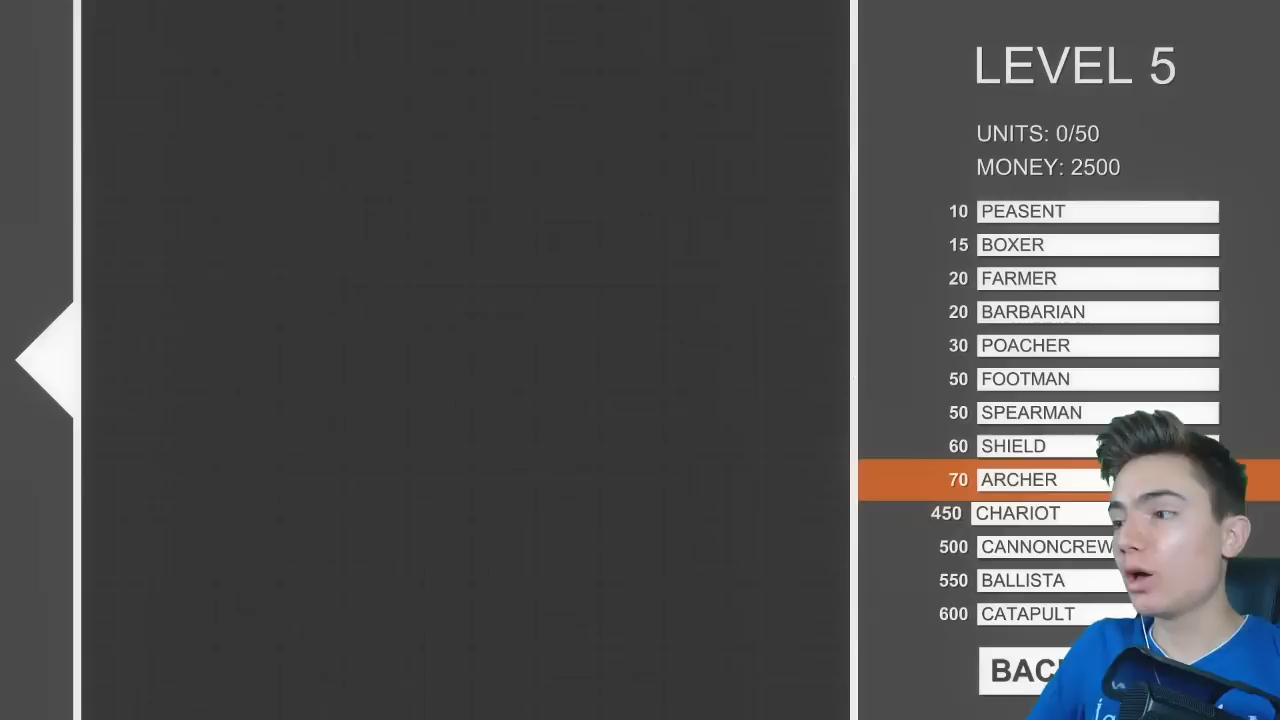 LEVEL 5
UNITS: 0/50
MONEY: 2500
10 PEASENT
15 BOXER
20 FARMER
20 BARBARIAN
30 POACHER
50 FOOTMAN
50 SPEARMAN
60 SHIELD
70 ARCHER
450 CHARIOT
500 CANNONCREW
550 BALLISTA
600 CATAPULT